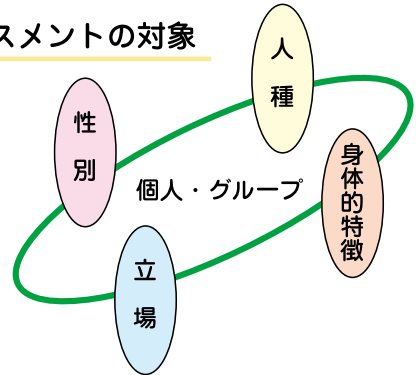 スメントの対象
人種
性別
身体的特徴
個人・グループ
立場